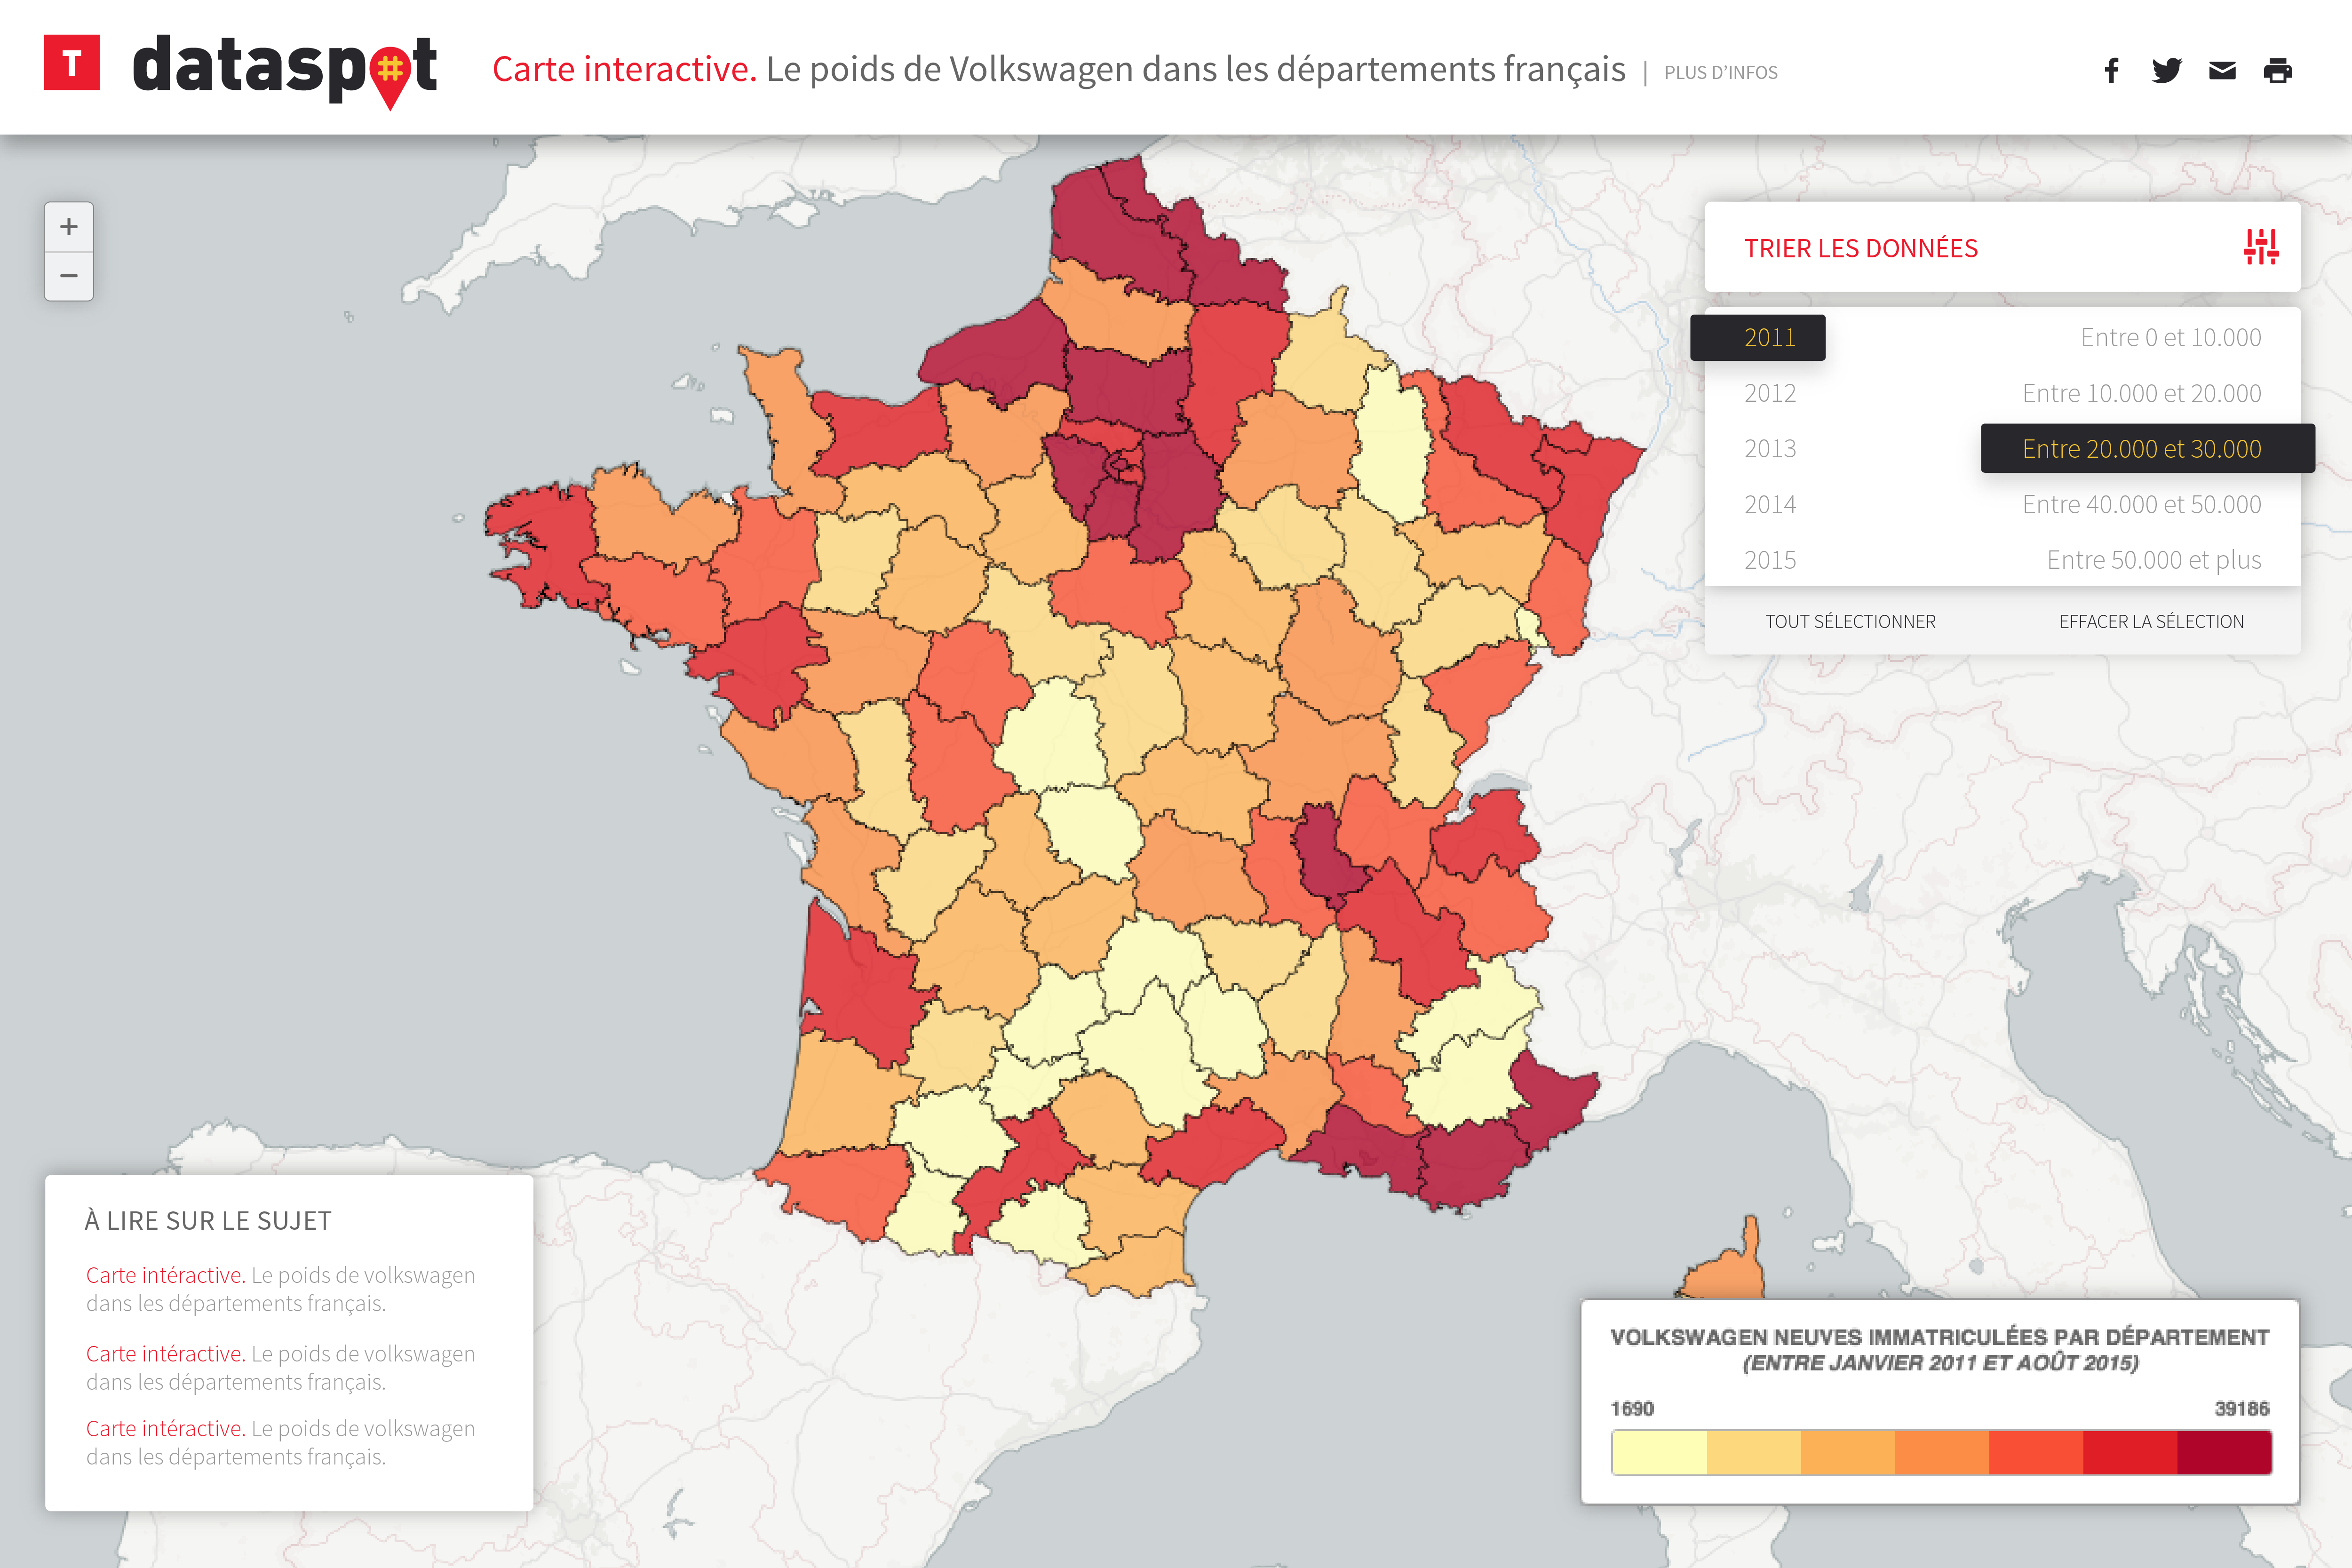 T dataspot
#
Carte interactive. Le poids de Volkswagen dans les départements français | PLUS D'INFOS
+
−
TRIER LES DONNÉES
2011 Entre 0 et 10.000
2012 Entre 10.000 et 20.000
2013 Entre 20.000 et 30.000
2014 Entre 40.000 et 50.000
2015 Entre 50.000 et plus
TOUT SÉLECTIONNER EFFACER LA SÉLECTION
À LIRE SUR LE SUJET
Carte intéractive. Le poids de volkswagen
dans les départements français.
Carte intéractive. Le poids de volkswagen
dans les départements français.
Carte intéractive. Le poids de volkswagen
dans les départements français.
VOLKSWAGEN NEUVES IMMATRICULÉES PAR DÉPARTEMENT
(ENTRE JANVIER 2011 ET AOÛT 2015)
1690 39186